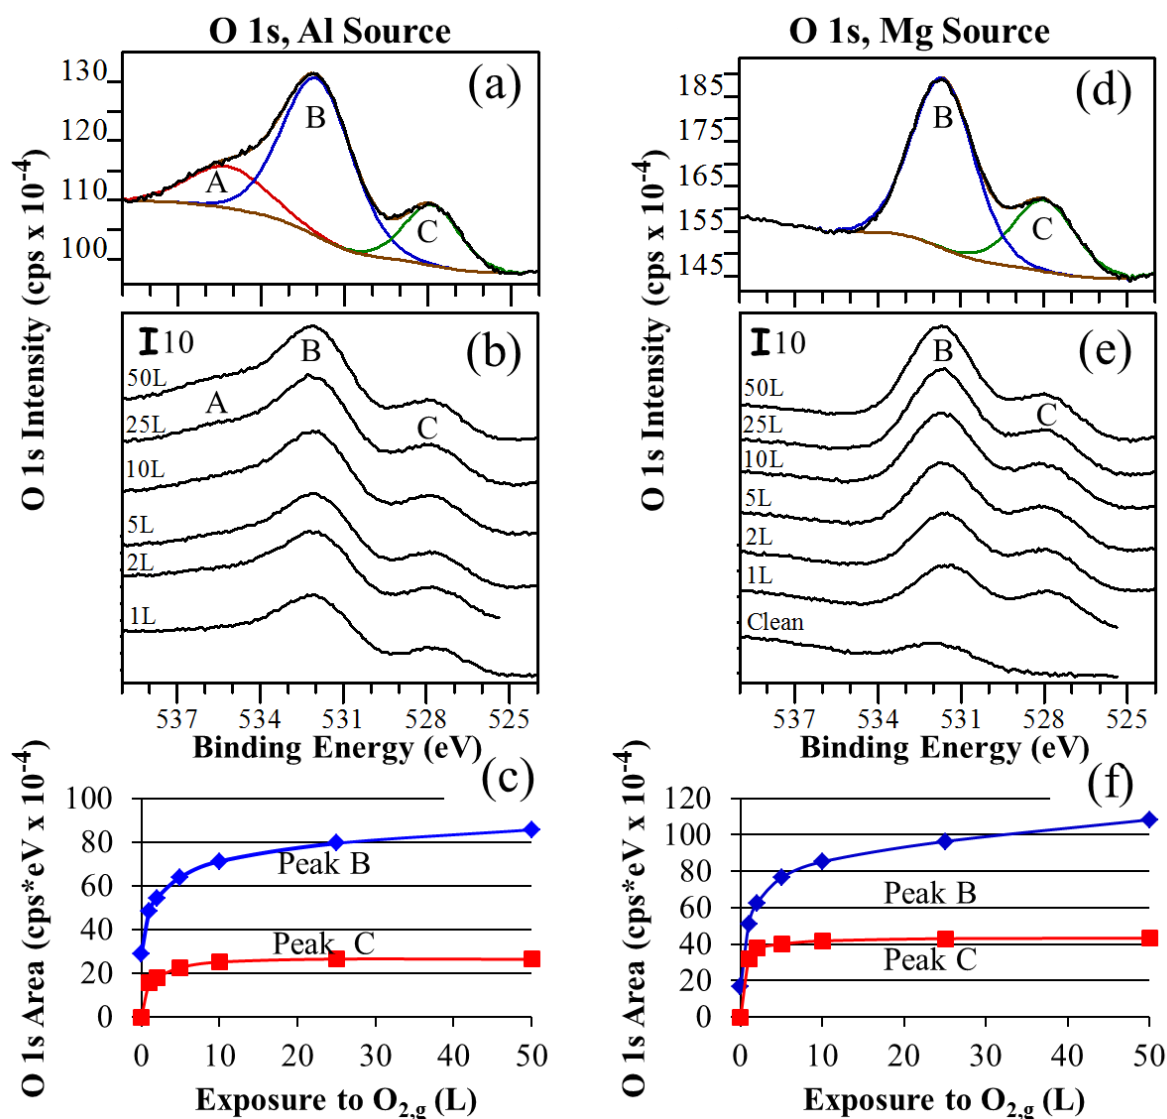 O 1s, Al Source
O 1s, Mg Source
O 1s Intensity (cps x 10⁻⁴)
130
120
110
100
(a)
A
B
C
O 1s Intensity (cps x 10⁻⁴)
185
175
165
155
145
(d)
B
C
10
(b)
50L
25L
10L
5L
2L
1L
A
B
C
537
534
531
528
525
Binding Energy (eV)
10
(e)
50L
25L
10L
5L
2L
1L
Clean
B
C
537
534
531
528
525
Binding Energy (eV)
O 1s Area (cps*eV x 10⁻⁴)
(c)
100
80
60
40
20
0
Peak B
Peak C
0
10
20
30
40
50
Exposure to O₂,g (L)
O 1s Area (cps*eV x 10⁻⁴)
(f)
120
100
80
60
40
20
0
Peak B
Peak C
0
10
20
30
40
50
Exposure to O₂,g (L)